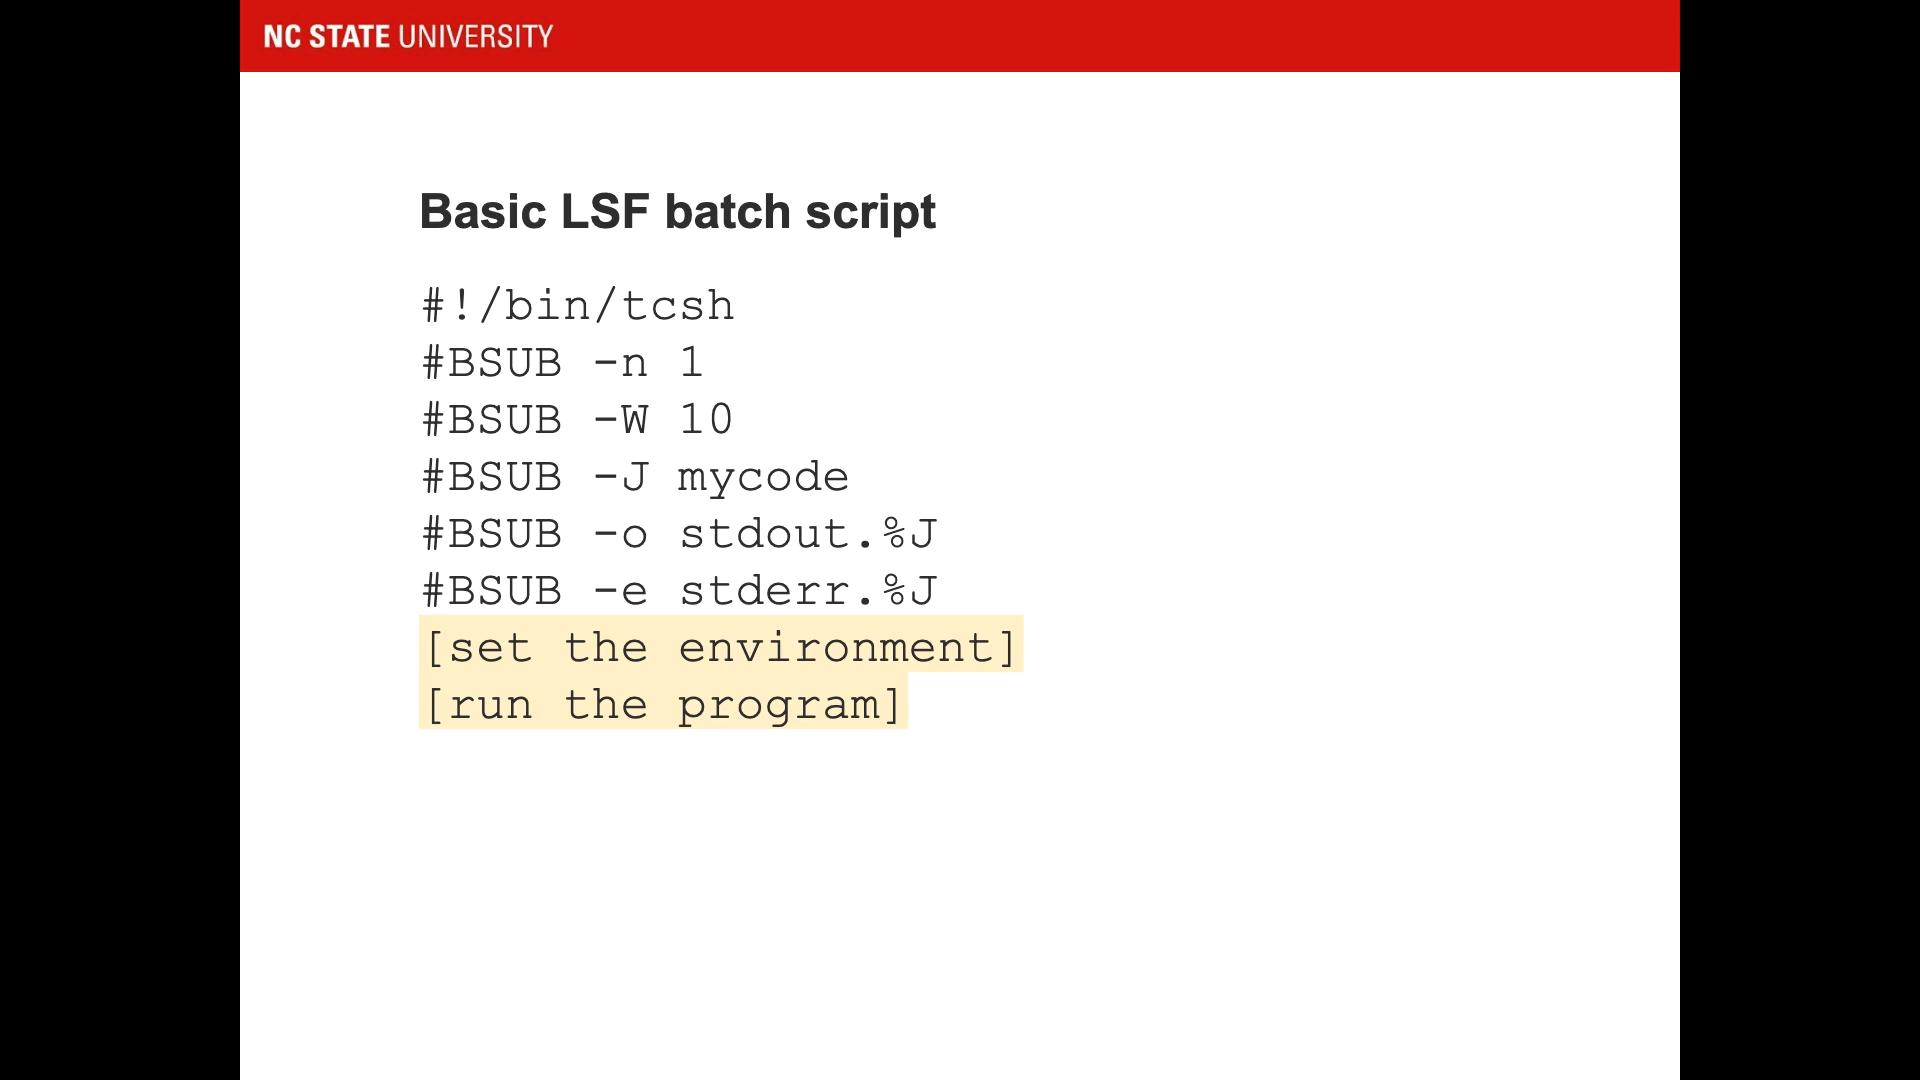 NC STATE UNIVERSITY
Basic LSF batch script
#!/bin/tcsh
#BSUB -n 1
#BSUB -W 10
#BSUB -J mycode
#BSUB -o stdout.%J
#BSUB -e stderr.%J
[set the environment]
[run the program]